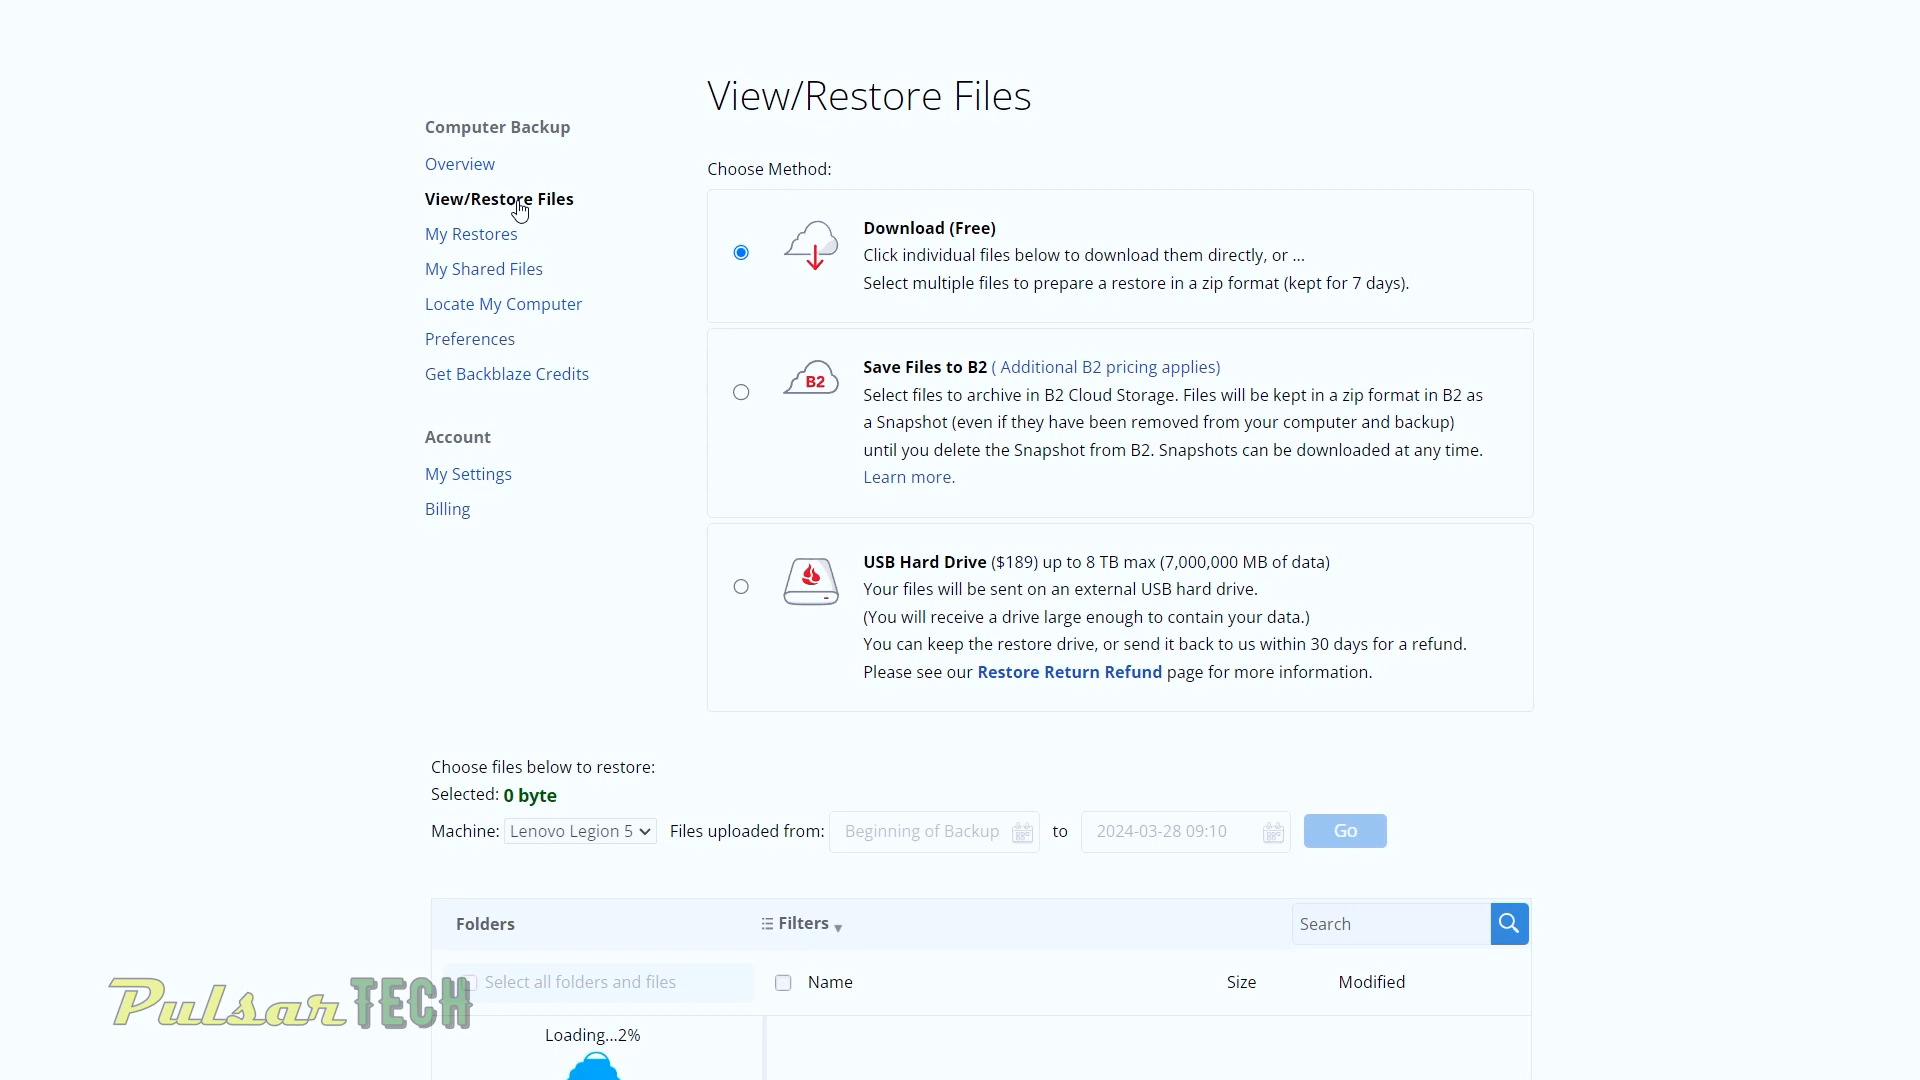 View/Restore Files
Computer Backup
Overview
View/Restore Files
My Restores
My Shared Files
Locate My Computer
Preferences
Get Backblaze Credits
Account
My Settings
Billing
Choose Method:
Download (Free)
Click individual files below to download them directly, or ...
Select multiple files to prepare a restore in a zip format (kept for 7 days).
B2
Save Files to B2 ( Additional B2 pricing applies)
Select files to archive in B2 Cloud Storage. Files will be kept in a zip format in B2 as
a Snapshot (even if they have been removed from your computer and backup)
until you delete the Snapshot from B2. Snapshots can be downloaded at any time.
Learn more.
USB Hard Drive ($189) up to 8 TB max (7,000,000 MB of data)
Your files will be sent on an external USB hard drive.
(You will receive a drive large enough to contain your data.)
You can keep the restore drive, or send it back to us within 30 days for a refund.
Please see our Restore Return Refund page for more information.
Choose files below to restore:
Selected: 0 byte
Machine: Lenovo Legion 5 Files uploaded from: Beginning of Backup to 2024-03-28 09:10 Go
Folders Filters Search
Select all folders and files Name Size Modified
Loading...2%
PulsarTECH